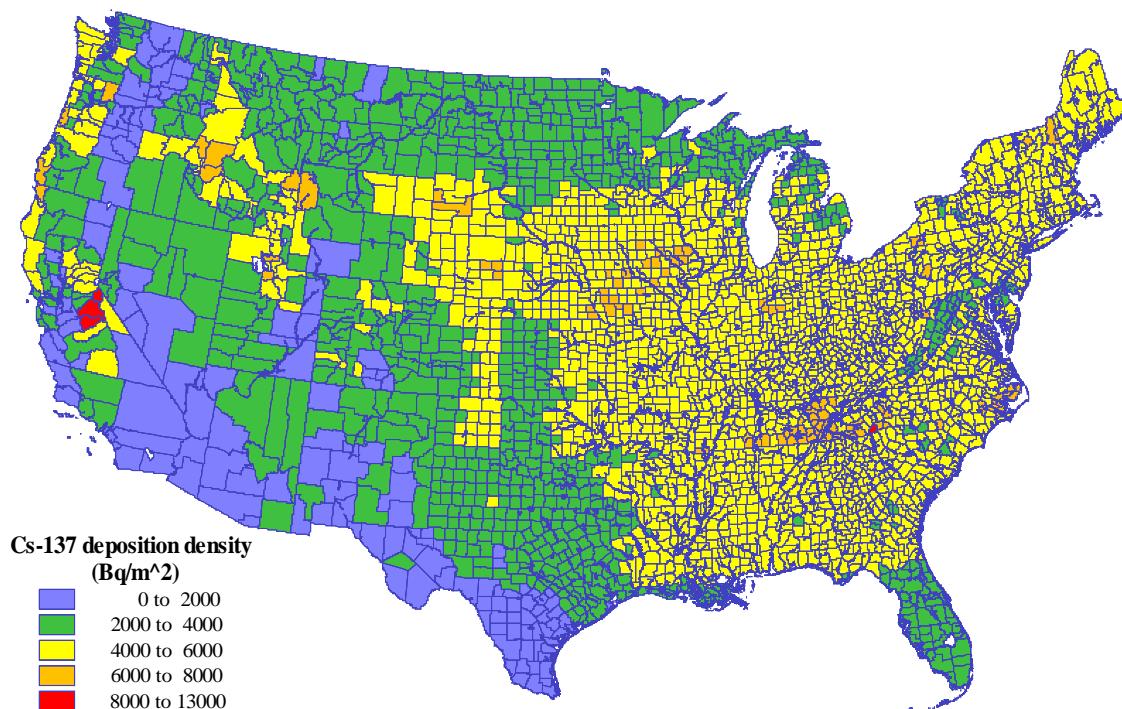 Cs-137 deposition density
(Bq/m^2)
0 to 2000
2000 to 4000
4000 to 6000
6000 to 8000
8000 to 13000